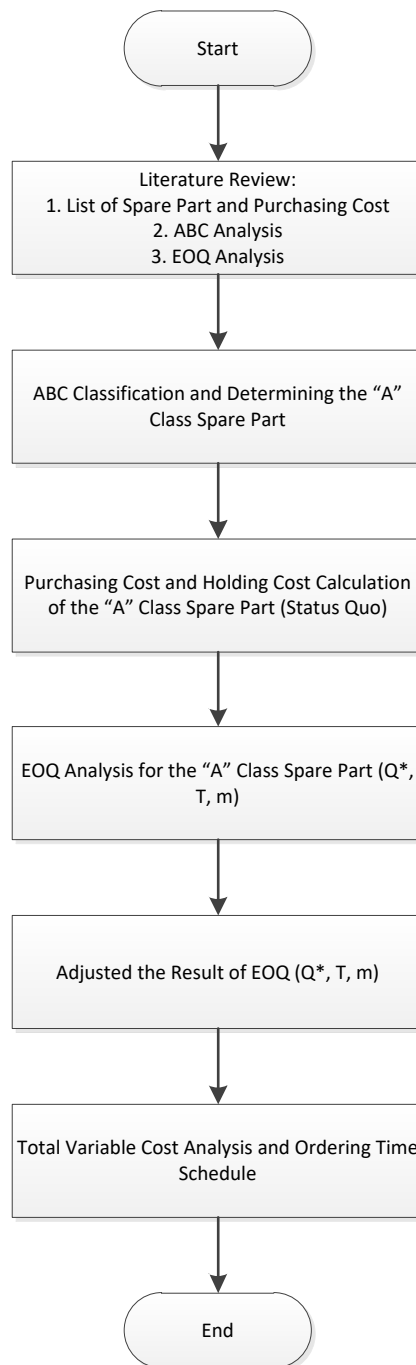 Start
Literature Review:
1. List of Spare Part and Purchasing Cost
2. ABC Analysis
3. EOQ Analysis
ABC Classification and Determining the “A”
Class Spare Part
Purchasing Cost and Holding Cost Calculation
of the “A” Class Spare Part (Status Quo)
EOQ Analysis for the “A” Class Spare Part (Q*,
T, m)
Adjusted the Result of EOQ (Q*, T, m)
Total Variable Cost Analysis and Ordering Time
Schedule
End